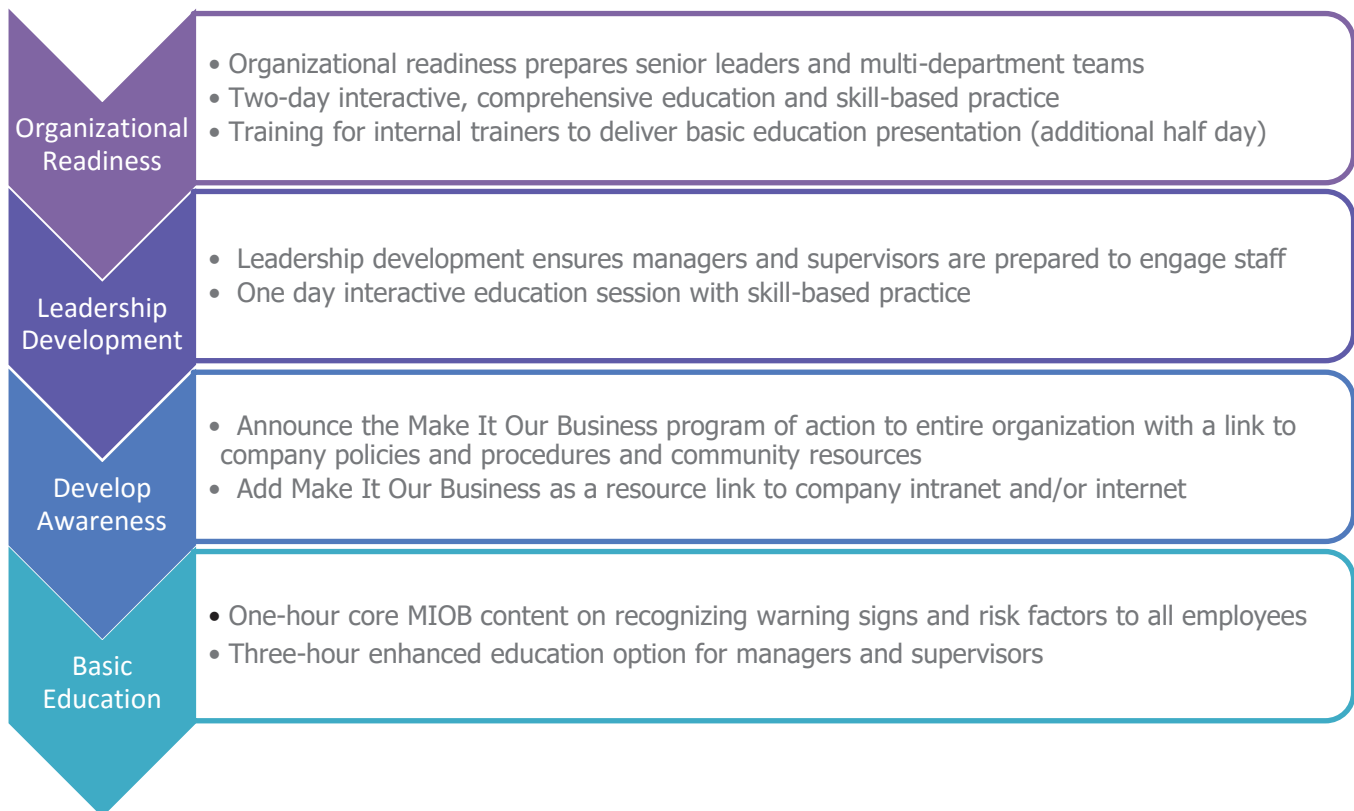 Organizational
Readiness
• Organizational readiness prepares senior leaders and multi-department teams
• Two-day interactive, comprehensive education and skill-based practice
• Training for internal trainers to deliver basic education presentation (additional half day)
Leadership
Development
• Leadership development ensures managers and supervisors are prepared to engage staff
• One day interactive education session with skill-based practice
Develop
Awareness
• Announce the Make It Our Business program of action to entire organization with a link to
company policies and procedures and community resources
• Add Make It Our Business as a resource link to company intranet and/or internet
Basic
Education
• One-hour core MIOB content on recognizing warning signs and risk factors to all employees
• Three-hour enhanced education option for managers and supervisors